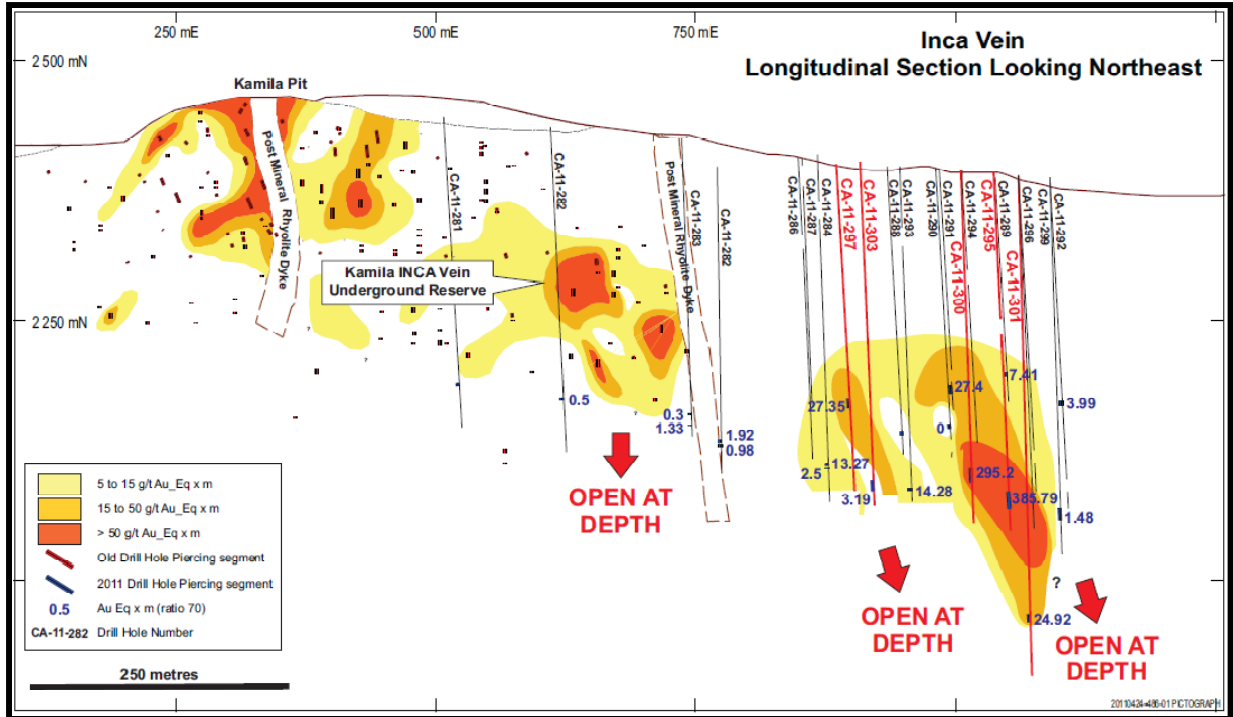 250 mE
500 mE
750 mE
Inca Vein
Longitudinal Section Looking Northeast
2 500 mN
Kamila Pit
Post Mineral Rhyolite Dyke
CA-11-281
CA-11-282
Post Mineral Rhyolite Dyke
CA-11-283
CA-11-282
CA-11-286
CA-11-287
CA-11-284
CA-11-297
CA-11-303
CA-11-288
CA-11-293
CA-11-290
CA-11-291
CA-11-294
CA-11-300
CA-11-295
CA-11-289
CA-11-301
CA-11-296
CA-11-299
CA-11-292
Kamila INCA Vein
Underground Reserve
2 250 mN
0.5
0.3
1.33
1.92
0.98
27.35
27.4
7.41
3.99
0
2.5
13.27
3.19
14.28
295.2
385.79
1.48
?
?
?
24.92
OPEN AT
DEPTH
OPEN AT
DEPTH
OPEN AT
DEPTH
5 to 15 g/t Au_Eq x m
15 to 50 g/t Au_Eq x m
> 50 g/t Au_Eq x m
Old Drill Hole Piercing segment
2011 Drill Hole Piercing segment
0.5 Au Eq x m (ratio 70)
CA-11-282 Drill Hole Number
250 metres
20110424-486-01 PICTOGRAPH